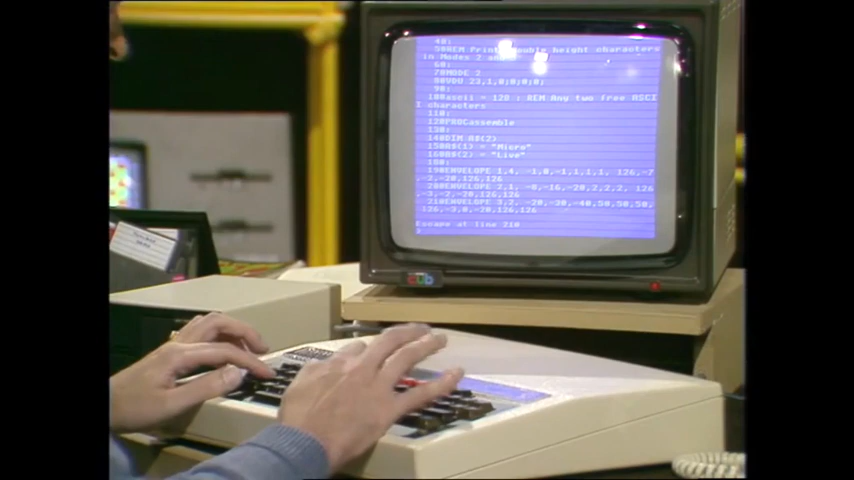 40:
50REM Print double height characters
in Modes 2 and
60:
70MODE 2
80VDU 23,1,0;0;0;0;
90:
100ascii = 128 : REM Any two free ASCI
I characters
110:
120PROCassemble
130:
140DIM A$(2)
150A$(1) = "Micro"
160A$(2) = "Live"
180:
190ENVELOPE 1,4, -1,0,-1,1,1,1, 126,-7
,-2,-20,126,126
200ENVELOPE 2,1, -8,-16,-20,2,2,2, 126
,-3,-2,-20,126,126
210ENVELOPE 3,2, -20,-30,-40,50,50,50,
126,-3,0,-20,126,126
Escape at line 210
CUB